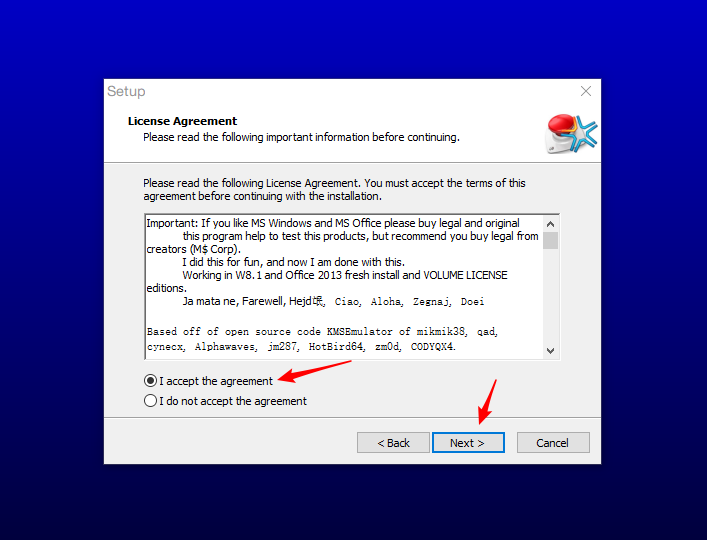 Setup
License Agreement
Please read the following important information before continuing.
Please read the following License Agreement. You must accept the terms of this
agreement before continuing with the installation.
Important: If you like MS Windows and MS Office please buy legal and original
this program help to test this products, but recommend you buy legal from
creators (M$ Corp).
I did this for fun, and now I am done with this.
Working in W8.1 and Office 2013 fresh install and VOLUME LICENSE
editions.
Ja mata ne, Farewell, Hejd氓, Ciao, Aloha, Zegnaj, Doei
Based off of open source code KMSEmulator of mikmik38, qad,
cynecx, Alphawaves, jm287, HotBird64, zm0d, CODYQX4.
I accept the agreement
I do not accept the agreement
< Back
Next >
Cancel